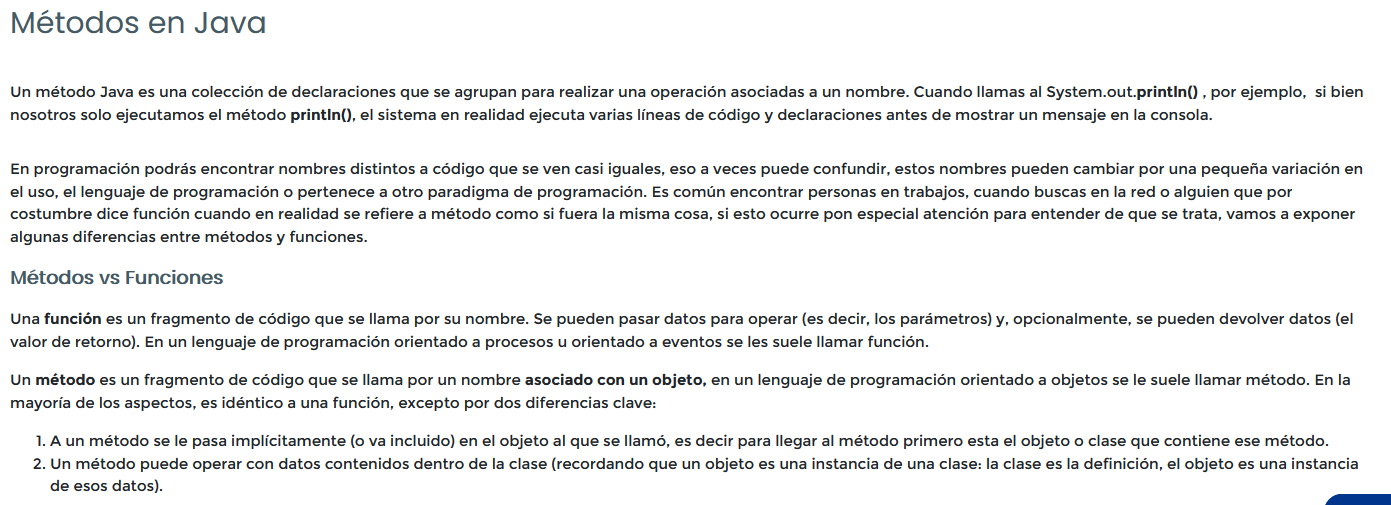 Métodos en Java
Un método Java es una colección de declaraciones que se agrupan para realizar una operación asociadas a un nombre. Cuando llamas al System.out.println() , por ejemplo,  si bien
nosotros solo ejecutamos el método println(), el sistema en realidad ejecuta varias líneas de código y declaraciones antes de mostrar un mensaje en la consola.
En programación podrás encontrar nombres distintos a código que se ven casi iguales, eso a veces puede confundir, estos nombres pueden cambiar por una pequeña variación en
el uso, el lenguaje de programación o pertenece a otro paradigma de programación. Es común encontrar personas en trabajos, cuando buscas en la red o alguien que por
costumbre dice función cuando en realidad se refiere a método como si fuera la misma cosa, si esto ocurre pon especial atención para entender de que se trata, vamos a exponer
algunas diferencias entre métodos y funciones.
Métodos vs Funciones
Una función es un fragmento de código que se llama por su nombre. Se pueden pasar datos para operar (es decir, los parámetros) y, opcionalmente, se pueden devolver datos (el
valor de retorno). En un lenguaje de programación orientado a procesos u orientado a eventos se les suele llamar función.
Un método es un fragmento de código que se llama por un nombre asociado con un objeto, en un lenguaje de programación orientado a objetos se le suele llamar método. En la
mayoría de los aspectos, es idéntico a una función, excepto por dos diferencias clave:
1. A un método se le pasa implícitamente (o va incluido) en el objeto al que se llamó, es decir para llegar al método primero esta el objeto o clase que contiene ese método.
2. Un método puede operar con datos contenidos dentro de la clase (recordando que un objeto es una instancia de una clase: la clase es la definición, el objeto es una instancia
de esos datos).